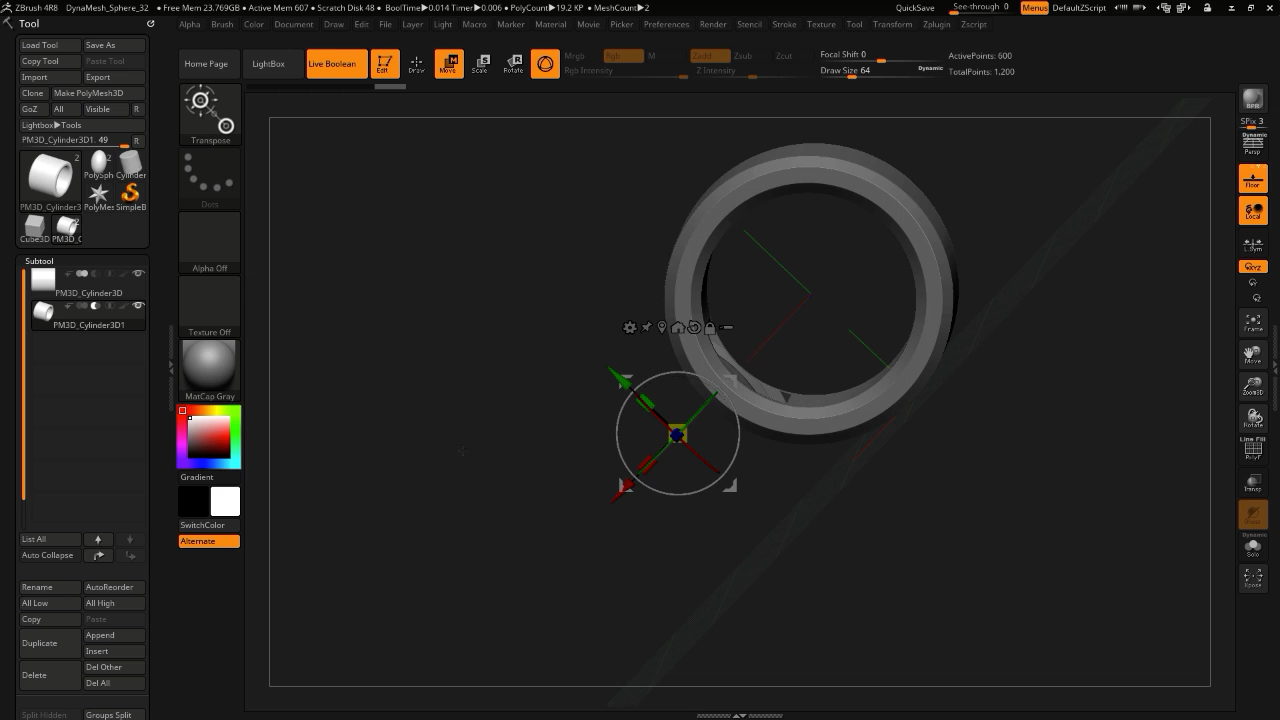 ZBrush 4R8 DynaMesh_Sphere_32 • Free Mem 23.769GB • Active Mem 607 • Scratch Disk 48 • BoolTime▶0.014 Timer▶0.006 • PolyCount▶19.2 KP • MeshCount▶2
QuickSave See-through 0 Menus DefaultZScript
Tool
Alpha Brush Color Document Draw Edit File Layer Light Macro Marker Material Movie Picker Preferences Render Stencil Stroke Texture Tool Transform Zplugin Zscript
Load Tool Save As
Copy Tool Paste Tool
Import Export
Clone Make PolyMesh3D
GoZ All Visible R
Lightbox▶Tools
PM3D_Cylinder3D1. 49 R
2 2
PolySph Cylinder
PM3D_Cylinder3 PolyMes SimpleB
2
Cube3D PM3D_C
Home Page LightBox Live Boolean Edit Draw Move Scale Rotate
Mrgb Rgb M Zadd Zsub Zcut
Rgb Intensity Z Intensity
Focal Shift 0 ActivePoints: 600
Draw Size 64 Dynamic TotalPoints: 1,200
Transpose
Dots
Alpha Off
Texture Off
MatCap Gray
Gradient
SwitchColor
Alternate
Subtool
PM3D_Cylinder3D
PM3D_Cylinder3D1
List All
Auto Collapse
Rename AutoReorder
All Low All High
Copy Paste
Duplicate Append
Insert
Delete Del Other
Del All
Split Hidden Groups Split
BPR
SPix 3
Dynamic
Persp
Floor
Local
L.Sym
XYZ
Frame
Move
Zoom3D
Rotate
Line Fill
PolyF
Transp
Dynamic
Solo
Xpose